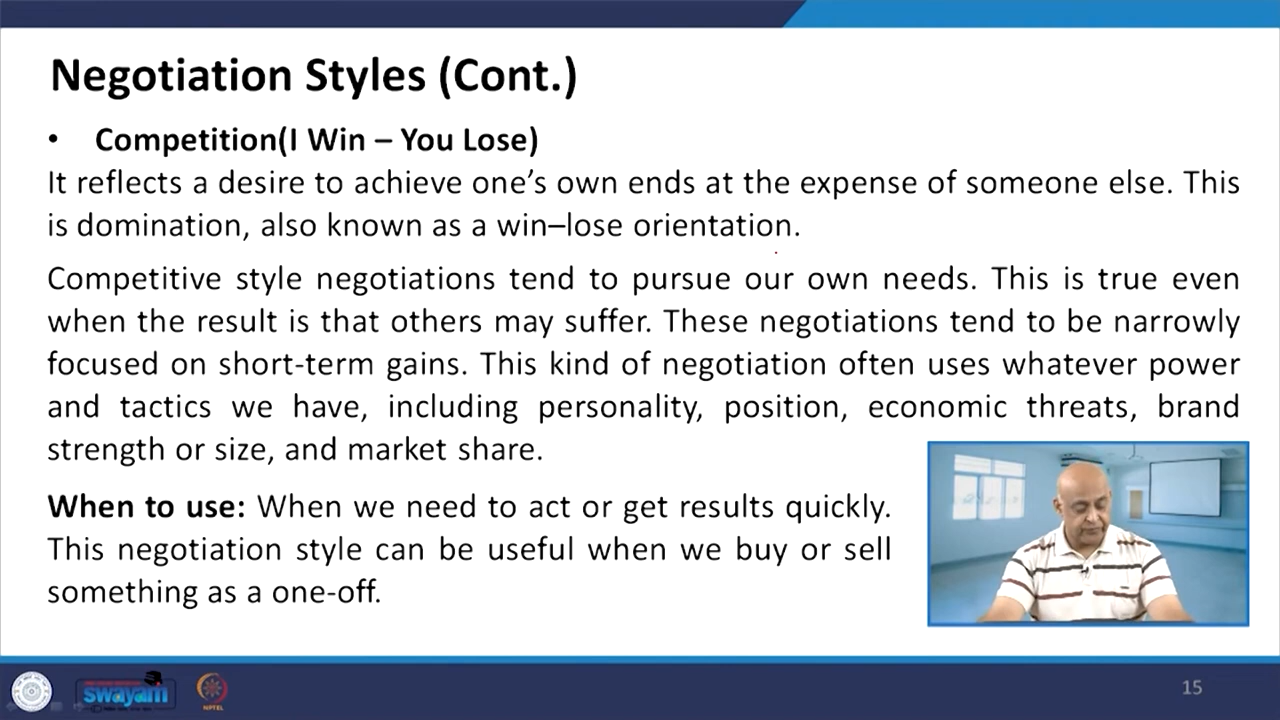 Negotiation Styles (Cont.)
• Competition(I Win – You Lose)
It reflects a desire to achieve one’s own ends at the expense of someone else. This
is domination, also known as a win–lose orientation.
Competitive style negotiations tend to pursue our own needs. This is true even
when the result is that others may suffer. These negotiations tend to be narrowly
focused on short-term gains. This kind of negotiation often uses whatever power
and tactics we have, including personality, position, economic threats, brand
strength or size, and market share.
When to use: When we need to act or get results quickly.
This negotiation style can be useful when we buy or sell
something as a one-off.
swayam
NPTEL
15